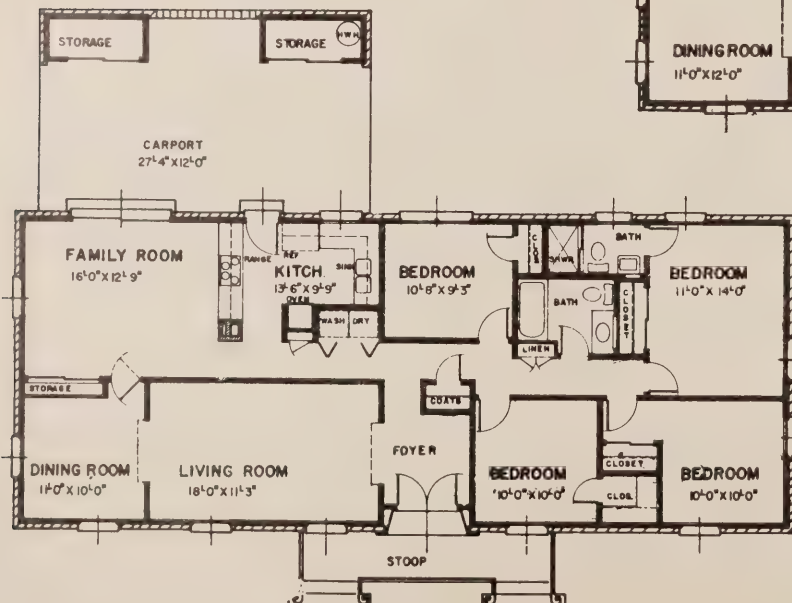 STORAGE
STORAGE
HWH
DINING ROOM
11'-0" X 12'-0"
CARPORT
27'-4" X 12'-0"
FAMILY ROOM
16'-0" X 12'-9"
RANGE
REF
KITCH.
13'-6" X 9'-9"
SINK
OVEN
WASH
DRY
BEDROOM
10'-8" X 9'-3"
CLOS
SHWR
BATH
BATH
LINEN
CLOSET
BEDROOM
11'-0" X 14'-0"
STORAGE
COATS
DINING ROOM
11'-0" X 10'-0"
LIVING ROOM
18'-0" X 11'-3"
FOYER
BEDROOM
10'-0" X 10'-0"
CLOSET
CLOS.
BEDROOM
10'-0" X 10'-0"
STOOP